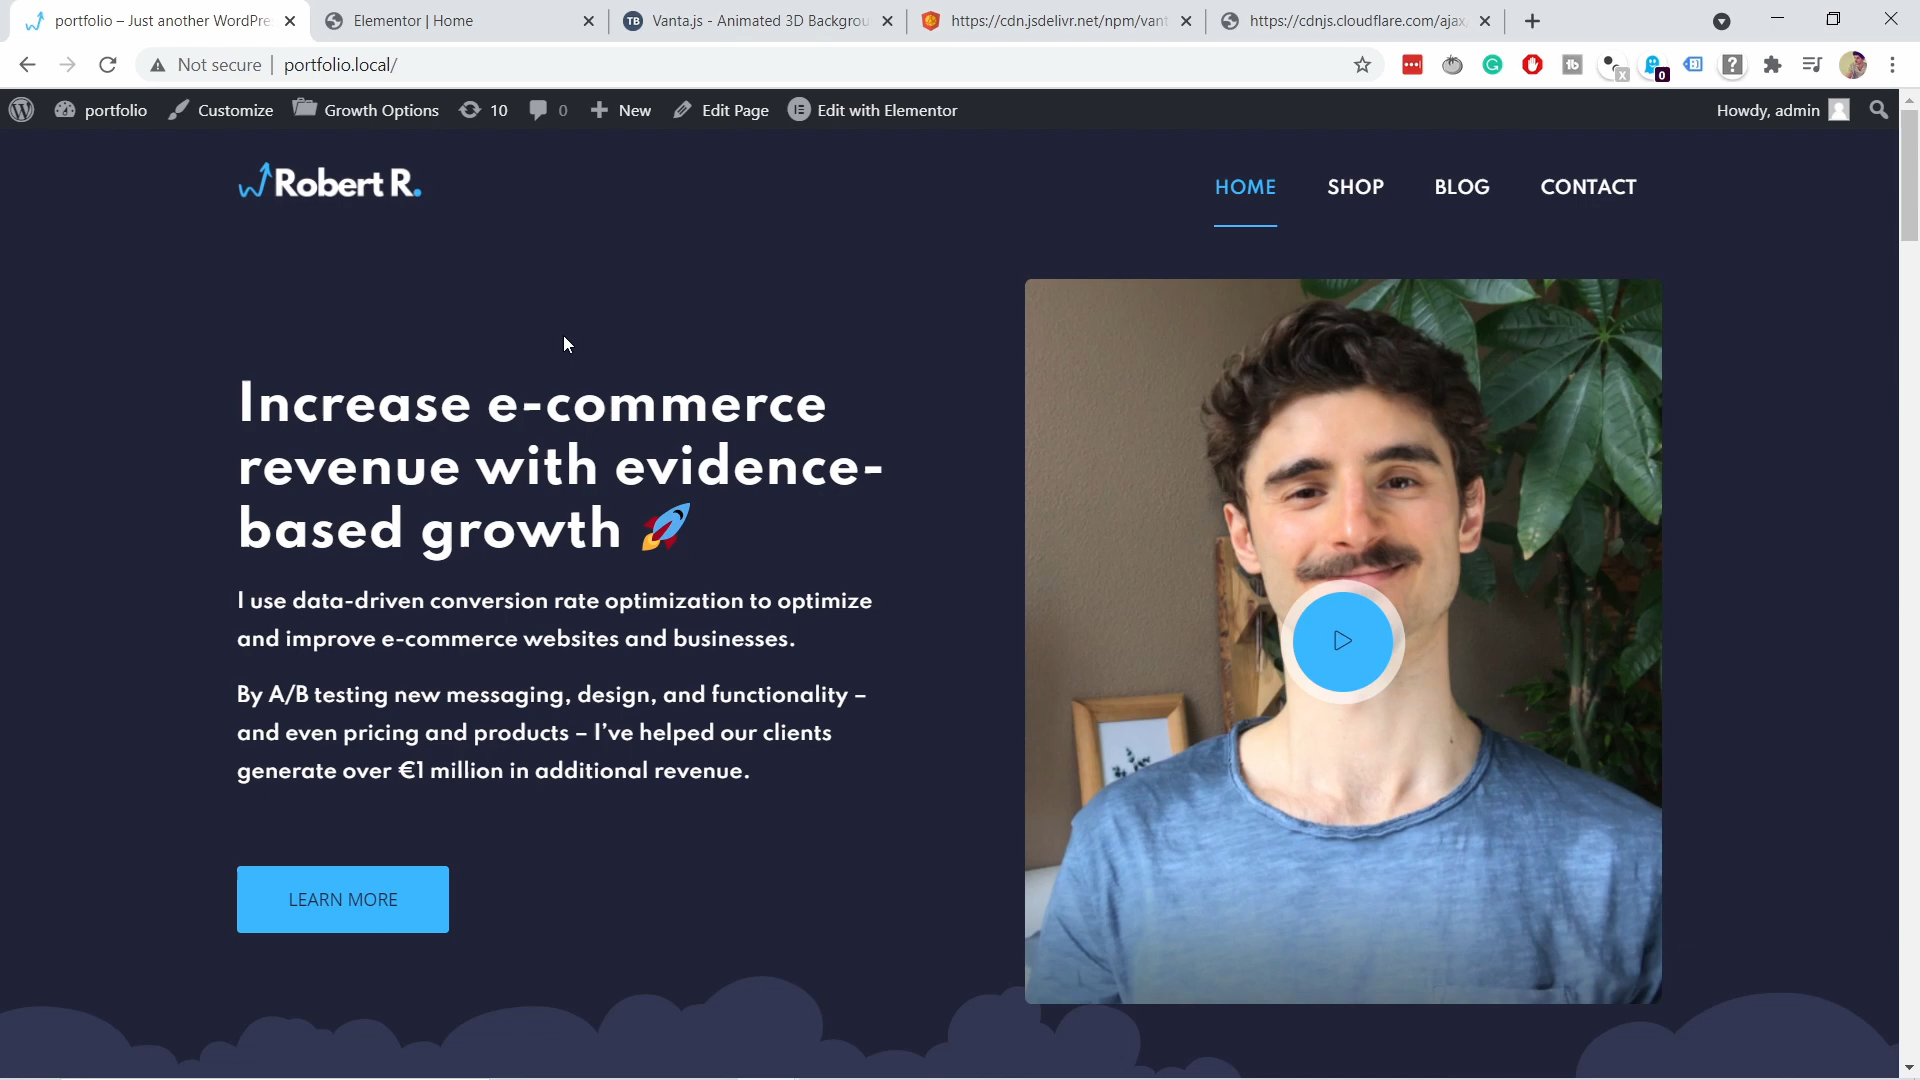 portfolio – Just another WordPre
Elementor | Home
TB
Vanta.js - Animated 3D Backgrou
https://cdn.jsdelivr.net/npm/vant
https://cdnjs.cloudflare.com/ajax/
Not secure
portfolio.local/
0
portfolio
Customize
Growth Options
10
0
New
Edit Page
Edit with Elementor
Howdy, admin
Robert R.
HOME
SHOP
BLOG
CONTACT
Increase e-commerce
revenue with evidence-
based growth 🚀
I use data-driven conversion rate optimization to optimize
and improve e-commerce websites and businesses.
By A/B testing new messaging, design, and functionality –
and even pricing and products – I’ve helped our clients
generate over €1 million in additional revenue.
LEARN MORE